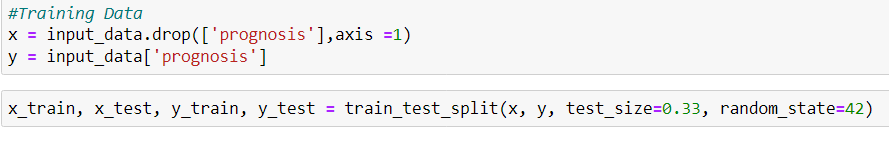 #Training Data
x = input_data.drop(['prognosis'],axis =1)
y = input_data['prognosis']
x_train, x_test, y_train, y_test = train_test_split(x, y, test_size=0.33, random_state=42)